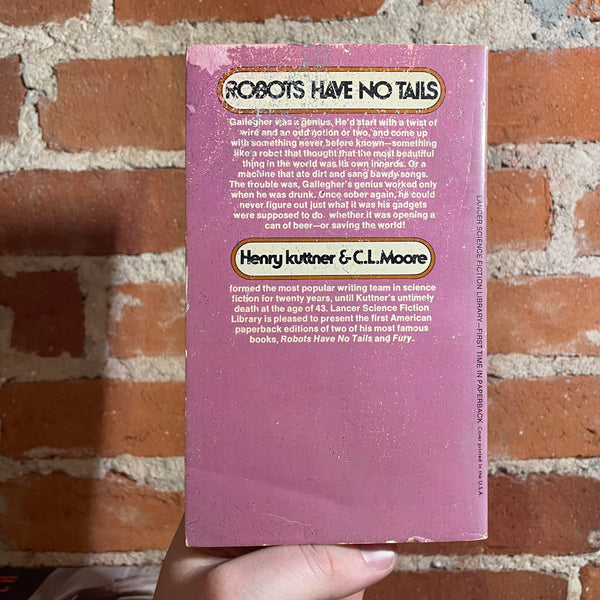 ROBOTS HAVE NO TAILS
Gallegher was a genius. He'd start with a twist of
wire and an odd notion or two, and come up
with something never before known—something
like a robot that thought that the most beautiful
thing in the world was its own innerds. Or a
machine that ate dirt and sang bawdy songs.
The trouble was, Gallegher's genius worked only
when he was drunk. Once sober again, he could
never figure out just what it was his gadgets
were supposed to do whether it was opening a
can of beer—or saving the world!
Henry Kuttner & C.L. Moore
formed the most popular writing team in science
fiction for twenty years, until Kuttner's untimely
death at the age of 43. Lancer Science Fiction
Library is pleased to present the first American
paperback editions of two of his most famous
books, Robots Have No Tails and Fury.
LANCER SCIENCE FICTION LIBRARY—FIRST TIME IN PAPERBACK Cover printed in the U.S.A.